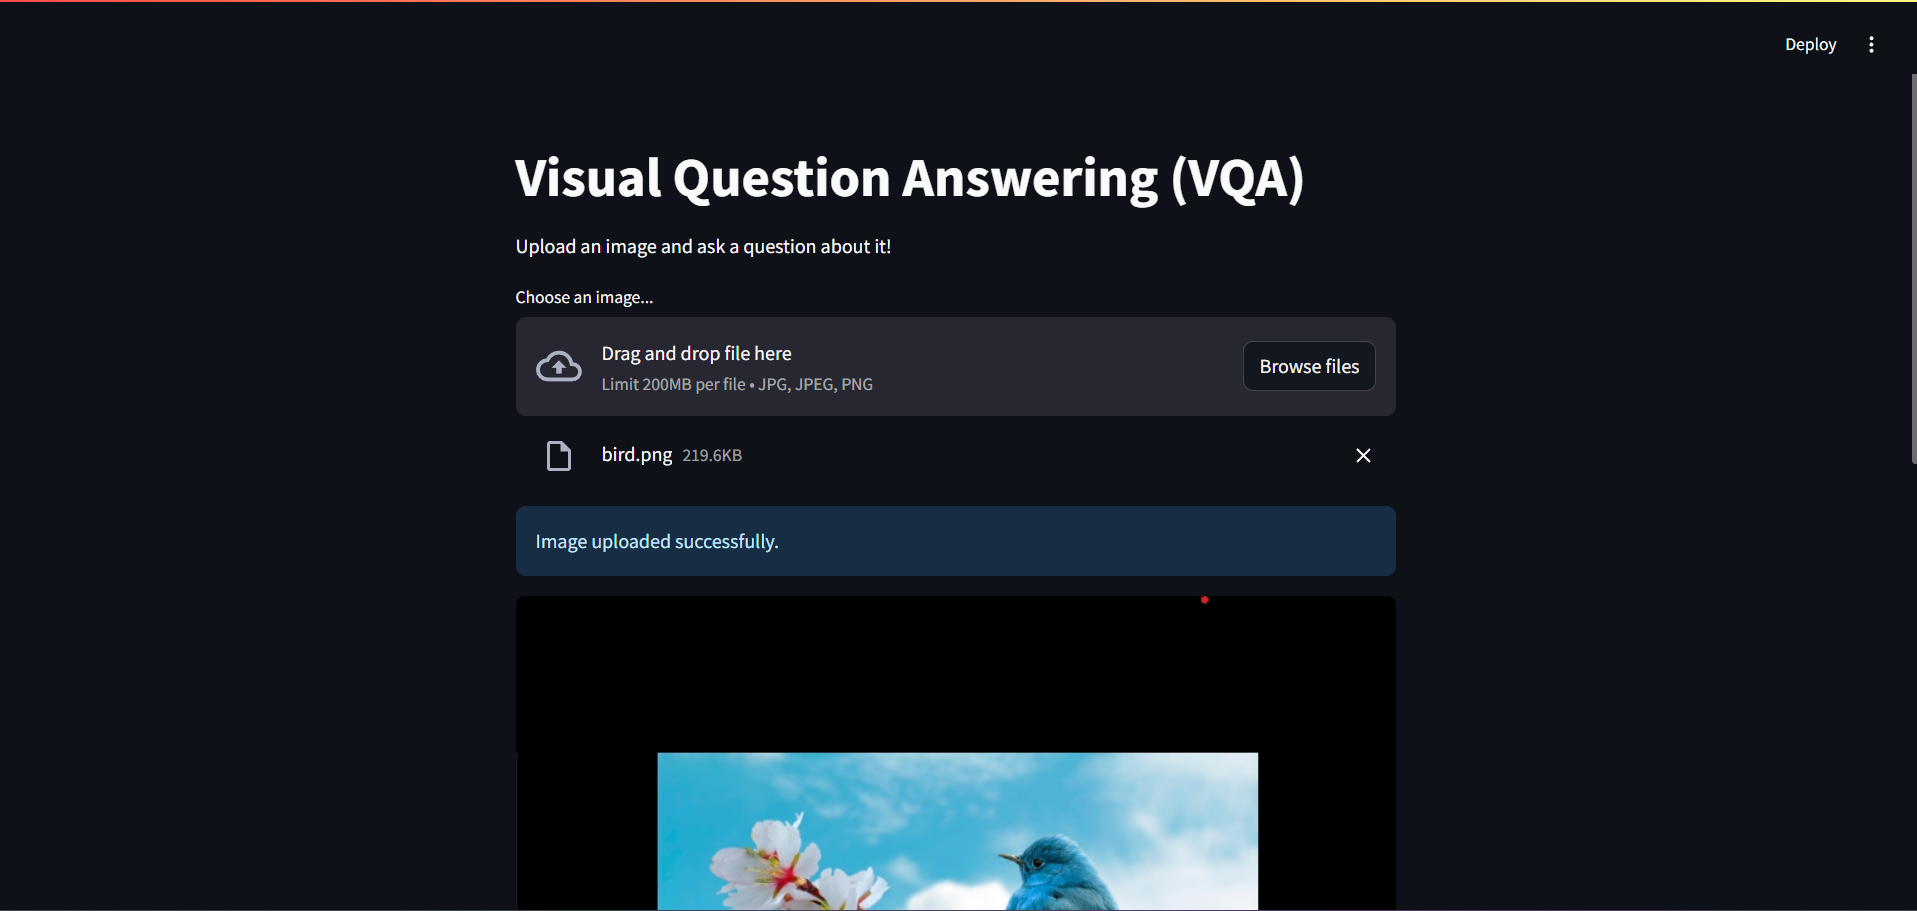 Deploy
Visual Question Answering (VQA)
Upload an image and ask a question about it!
Choose an image...
Drag and drop file here
Limit 200MB per file • JPG, JPEG, PNG
Browse files
bird.png 219.6KB
Image uploaded successfully.